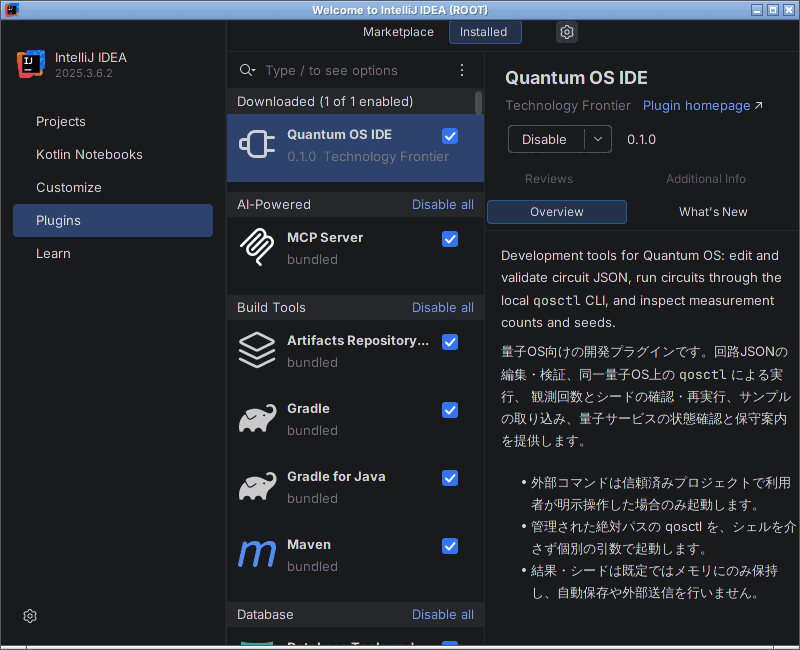 Welcome to IntelliJ IDEA (ROOT)
IntelliJ IDEA
2025.3.6.2
Projects
Kotlin Notebooks
Customize
Plugins
Learn
Marketplace
Installed
Type / to see options
Downloaded (1 of 1 enabled)
Quantum OS IDE
0.1.0 Technology Frontier
AI-Powered
Disable all
MCP Server
bundled
Build Tools
Disable all
Artifacts Repository...
bundled
Gradle
bundled
Gradle for Java
bundled
Maven
bundled
Database
Disable all
Quantum OS IDE
Technology Frontier Plugin homepage ↗
Disable
0.1.0
Reviews
Additional Info
Overview
What's New
Development tools for Quantum OS: edit and
validate circuit JSON, run circuits through the
local qosctl CLI, and inspect measurement
counts and seeds.
量子OS向けの開発プラグインです。回路JSONの
編集・検証、同一量子OS上の qosctl による実
行、 観測回数とシードの確認・再実行、サンプル
の取り込み、量子サービスの状態確認と保守案内
を提供します。
• 外部コマンドは信頼済みプロジェクトで利用
者が明示操作した場合のみ起動します。
• 管理された絶対パスの qosctl を、シェルを介
さず個別の引数で起動します。
• 結果・シードは既定ではメモリにのみ保持
し、自動保存や外部送信を行いません。